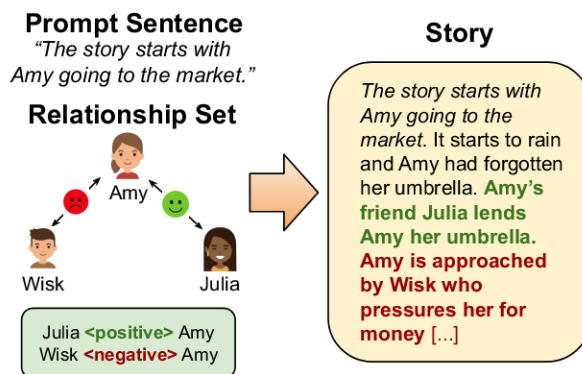 Prompt Sentence
“The story starts with
Amy going to the market.”
Relationship Set
Amy
Wisk
Julia
Julia <positive> Amy
Wisk <negative> Amy
Story
The story starts with
Amy going to the
market. It starts to rain
and Amy had forgotten
her umbrella. Amy’s
friend Julia lends
Amy her umbrella.
Amy is approached
by Wisk who
pressures her for
money [...]